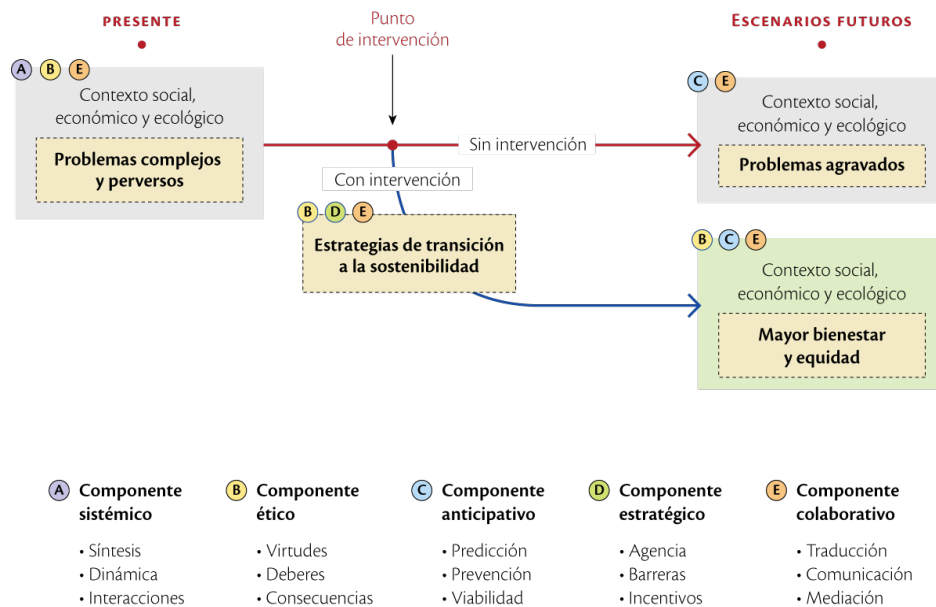 PRESENTE
Punto
de intervención
ESCENARIOS FUTUROS
A B E
Contexto social,
económico y ecológico
Problemas complejos
y perversos
Sin intervención
Con intervención
C E
Contexto social,
económico y ecológico
Problemas agravados
B D E
Estrategias de transición
a la sostenibilidad
B C E
Contexto social,
económico y ecológico
Mayor bienestar
y equidad
A Componente
sistémico
• Síntesis
• Dinámica
• Interacciones
B Componente
ético
• Virtudes
• Deberes
• Consecuencias
C Componente
anticipativo
• Predicción
• Prevención
• Viabilidad
D Componente
estratégico
• Agencia
• Barreras
• Incentivos
E Componente
colaborativo
• Traducción
• Comunicación
• Mediación